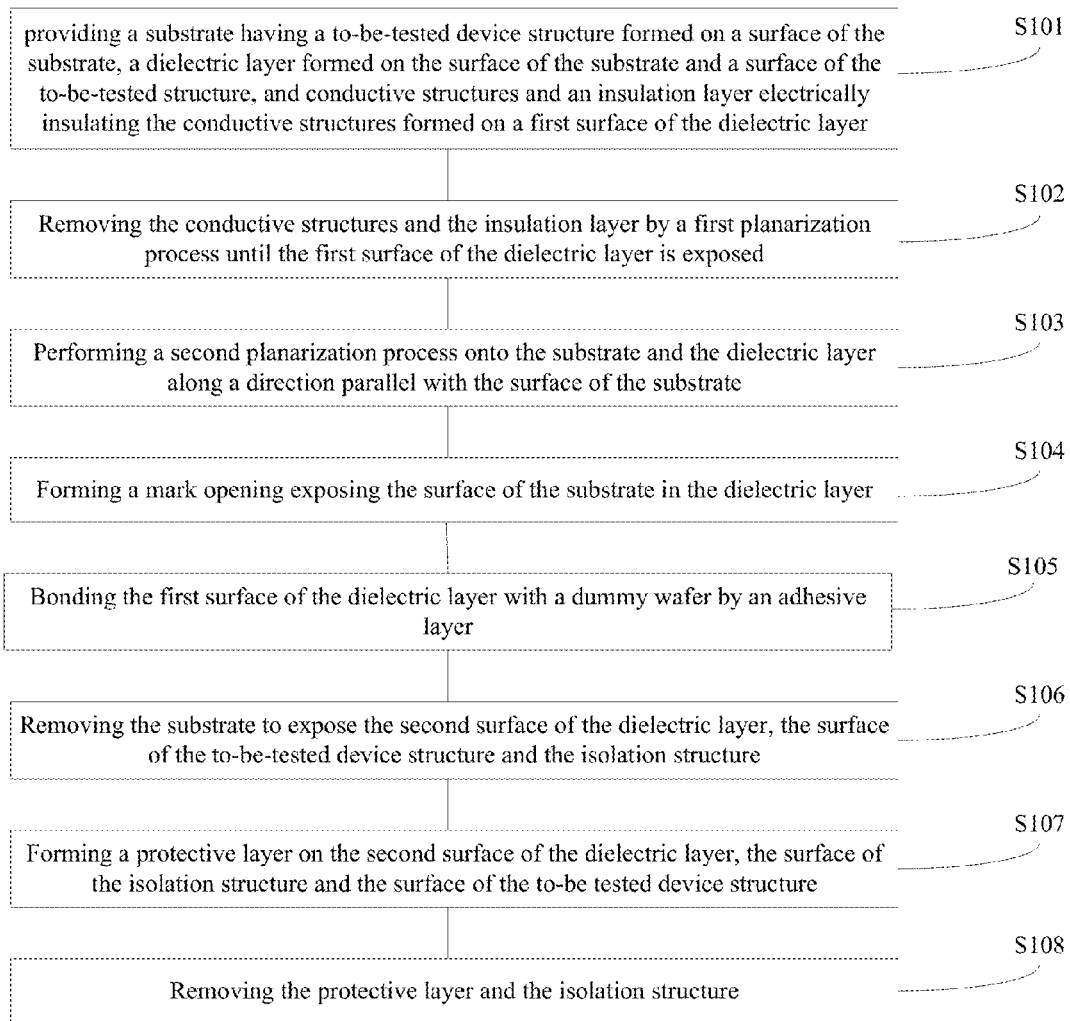 S101
providing a substrate having a to-be-tested device structure formed on a surface of the
substrate, a dielectric layer formed on the surface of the substrate and a surface of the
to-be-tested structure, and conductive structures and an insulation layer electrically
insulating the conductive structures formed on a first surface of the dielectric layer
S102
Removing the conductive structures and the insulation layer by a first planarization
process until the first surface of the dielectric layer is exposed
S103
Performing a second planarization process onto the substrate and the dielectric layer
along a direction parallel with the surface of the substrate
S104
Forming a mark opening exposing the surface of the substrate in the dielectric layer
S105
Bonding the first surface of the dielectric layer with a dummy wafer by an adhesive
layer
S106
Removing the substrate to expose the second surface of the dielectric layer, the surface
of the to-be-tested device structure and the isolation structure
S107
Forming a protective layer on the second surface of the dielectric layer, the surface of
the isolation structure and the surface of the to-be tested device structure
S108
Removing the protective layer and the isolation structure